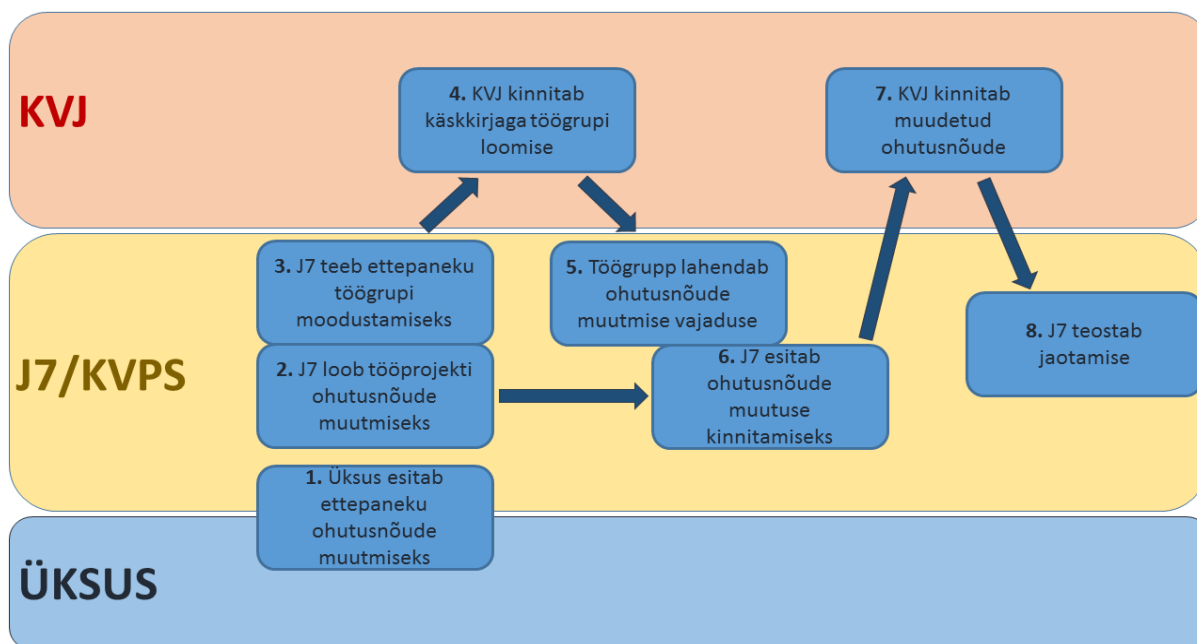 KVJ
4. KVJ kinnitab
käskkirjaga töögrupi
loomise
7. KVJ kinnitab
muudetud
ohutusnõude
J7/KVPS
3. J7 teeb ettepaneku
töögrupi
moodustamiseks
5. Töögrupp lahendab
ohutusnõude
muutmise vajaduse
2. J7 loob tööprojekti
ohutusnõude
muutmiseks
6. J7 esitab
ohutusnõude
muutuse
kinnitamiseks
8. J7 teostab
jaotamise
1. Üksus esitab
ettepaneku
ohutusnõude
muutmiseks
ÜKSUS